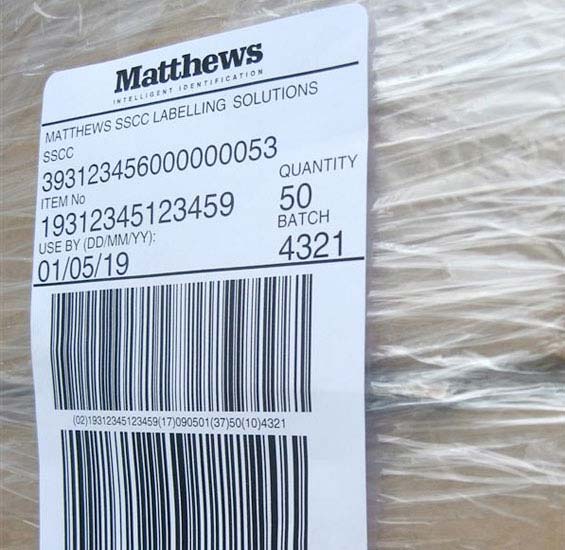 Matthews
INTELLIGENT IDENTIFICATION
MATTHEWS SSCC LABELLING SOLUTIONS
SSCC
393123456000000053
ITEM No
19312345123459
QUANTITY
50
USE BY (DD/MM/YY):
01/05/19
BATCH
4321
(02)19312345123459(17)090501(37)50(10)4321